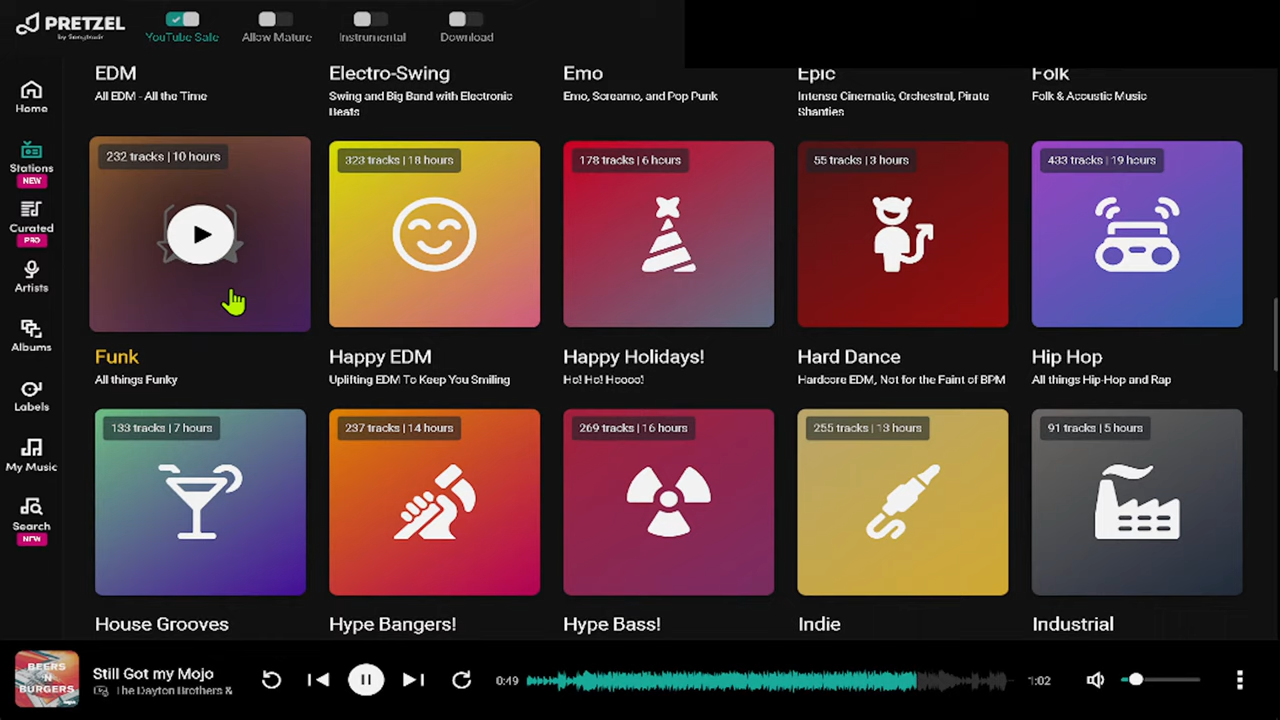 PRETZEL
by Songtradr
YouTube Safe
Allow Mature
Instrumental
Download
Home
Stations
NEW
Curated
PRO
Artists
Albums
Labels
My Music
Search
NEW
EDM
All EDM - All the Time
Electro-Swing
Swing and Big Band with Electronic
Beats
Emo
Emo, Screamo, and Pop Punk
Epic
Intense Cinematic, Orchestral, Pirate
Shanties
Folk
Folk & Accustic Music
232 tracks | 10 hours
Funk
All things Funky
323 tracks | 18 hours
Happy EDM
Uplifting EDM To Keep You Smiling
178 tracks | 6 hours
Happy Holidays!
Ho! Ho! Hoooo!
55 tracks | 3 hours
Hard Dance
Hardcore EDM, Not for the Faint of BPM
433 tracks | 19 hours
Hip Hop
All things Hip-Hop and Rap
133 tracks | 7 hours
House Grooves
237 tracks | 14 hours
Hype Bangers!
269 tracks | 16 hours
Hype Bass!
255 tracks | 13 hours
Indie
91 tracks | 5 hours
Industrial
BEERS
N
BURGERS
Still Got my Mojo
The Dayton Brothers &
0:49
1:02